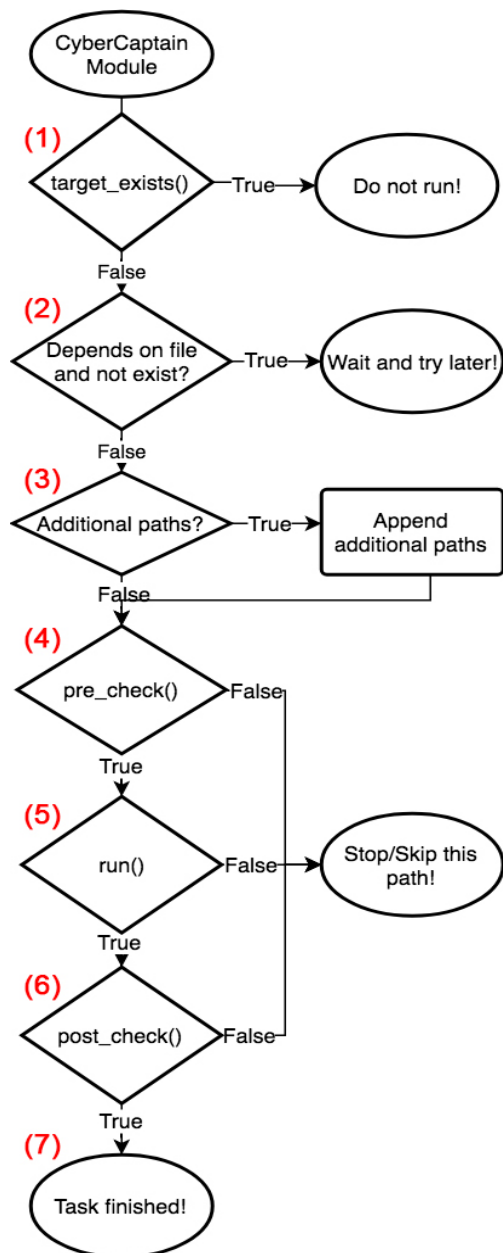 CyberCaptain
Module
(1)
target_exists()
True
Do not run!
False
(2)
Depends on file
and not exist?
True
Wait and try later!
False
(3)
Additional paths?
True
Append
additional paths
False
(4)
pre_check()
False
True
(5)
run()
False
Stop/Skip this
path!
True
(6)
post_check()
False
True
(7)
Task finished!